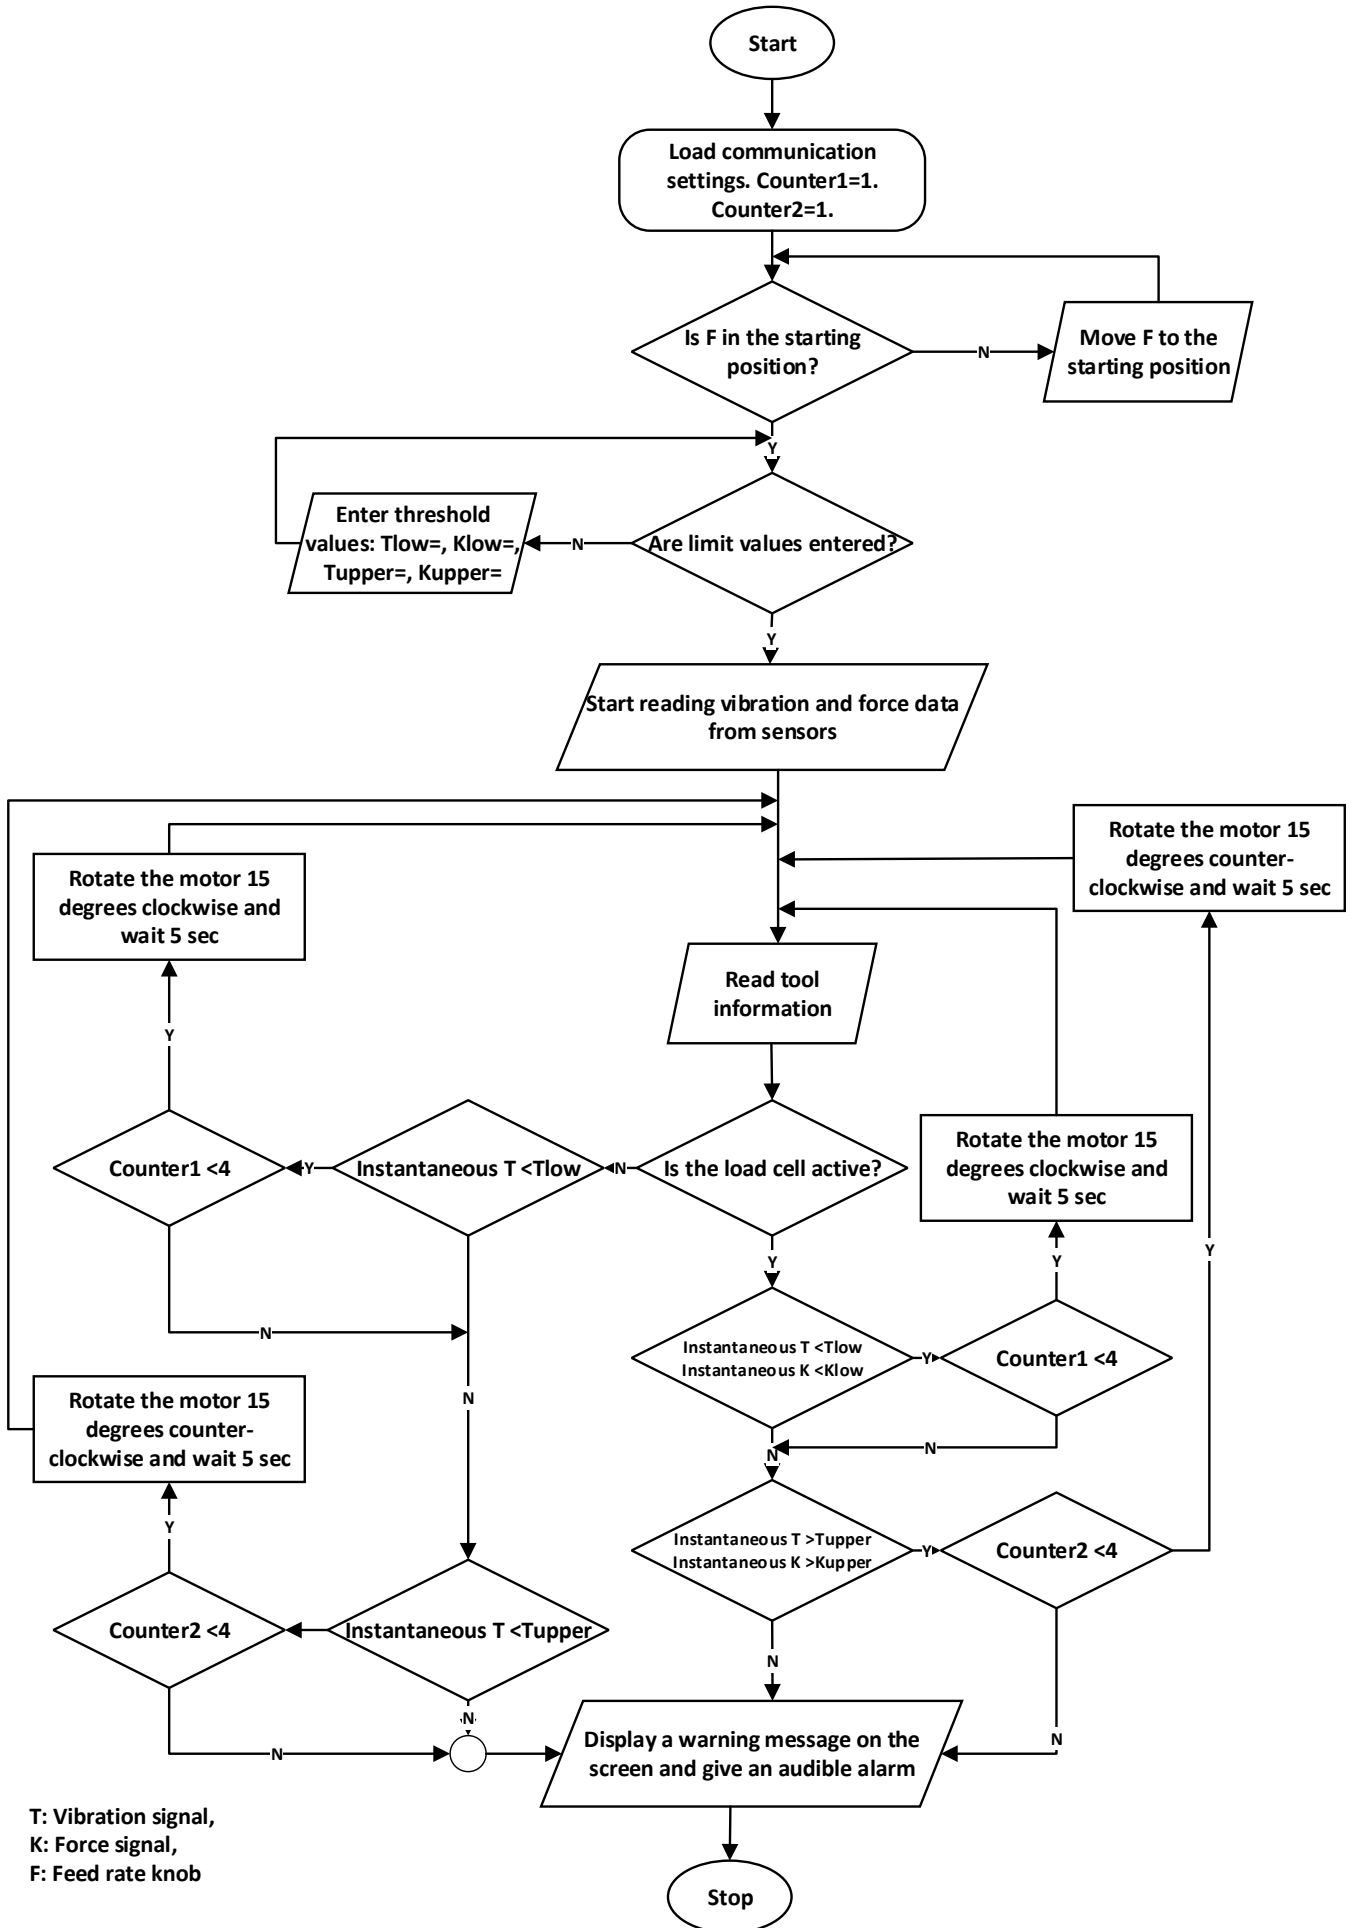 Start
Load communication
settings. Counter1=1.
Counter2=1.
Is F in the starting
position?
N
Move F to the
starting position
Y
Enter threshold
values: Tlow=, Klow=,
Tupper=, Kupper=
N
Are limit values entered?
Y
Start reading vibration and force data
from sensors
Rotate the motor 15
degrees clockwise and
wait 5 sec
Rotate the motor 15
degrees counter-
clockwise and wait 5 sec
Read tool
information
Y
Counter1 <4
Y
Instantaneous T <Tlow
N
Is the load cell active?
Rotate the motor 15
degrees clockwise and
wait 5 sec
Y
Y
Y
N
Instantaneous T <Tlow
Instantaneous K <Klow
Y
Counter1 <4
Rotate the motor 15
degrees counter-
clockwise and wait 5 sec
N
N
N
Y
Instantaneous T >Tupper
Instantaneous K >Kupper
Y
Counter2 <4
Counter2 <4
Instantaneous T <Tupper
N
N
N
N
Display a warning message on the
screen and give an audible alarm
T: Vibration signal,
K: Force signal,
F: Feed rate knob
Stop